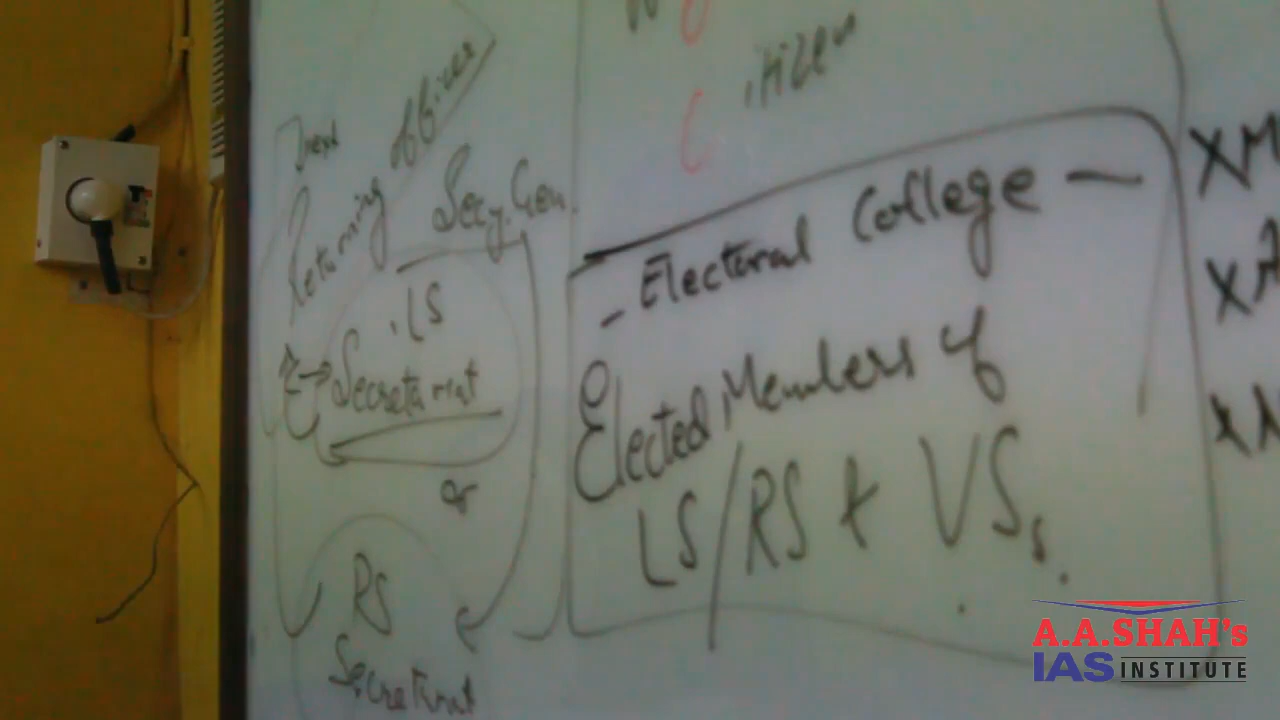 Returning Officer
Secy. Gen.
LS
Secretariat
or
RS
Secretariat
itizen
- Electoral College -
Elected Members of
LS/RS & VSs.
A.A.SHAH's
IAS INSTITUTE